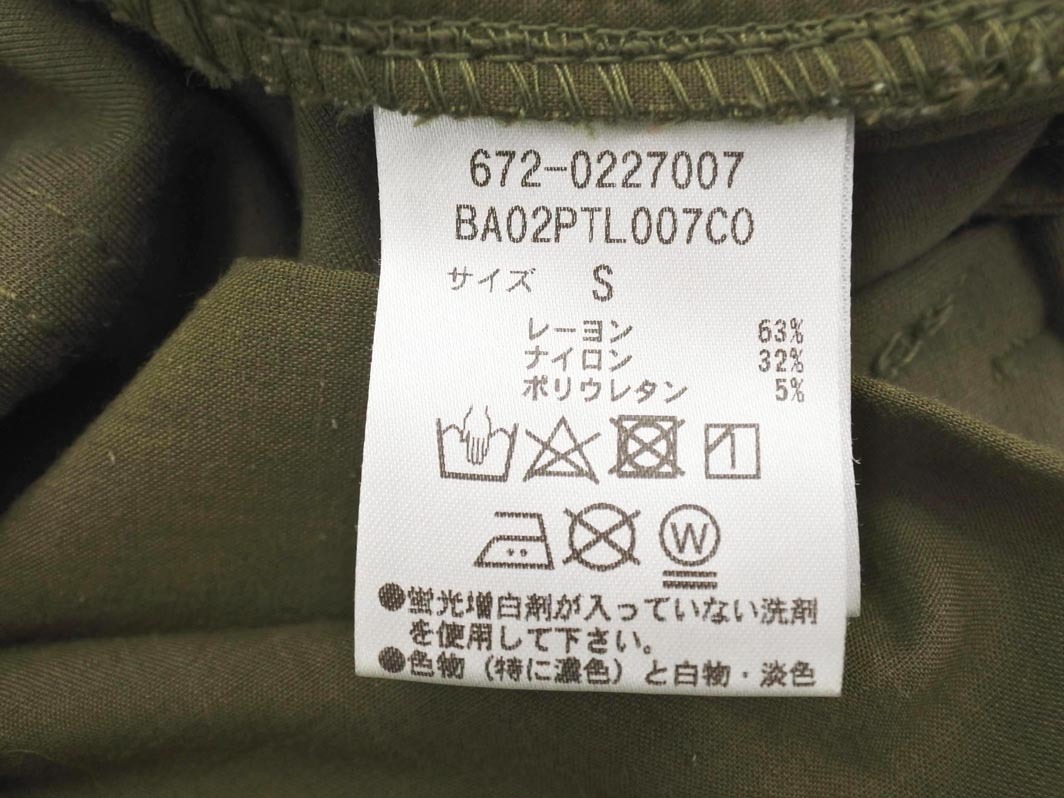 672-0227007
BA02PTL007CO
サイズ S
レーヨン 63%
ナイロン 32%
ポリウレタン 5%
W
●蛍光増白剤が入っていない洗剤
を使用して下さい。
●色物(特に濃色)と白物・淡色